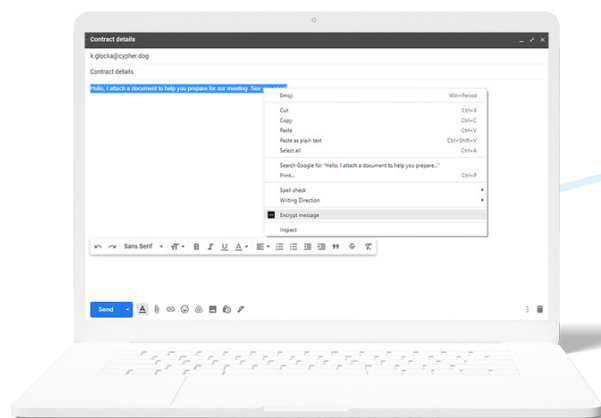 Contract details
k.glocka@cypher.dog
Contract details
Hello, I attach a document to help you prepare for our meeting. See
Emoji Win+Period
Cut Ctrl+X
Copy Ctrl+C
Paste Ctrl+V
Paste as plain text Ctrl+Shift+V
Select all Ctrl+A
Search Google for "Hello, I attach a document to help you prepare..."
Print... Ctrl+P
Spell check
Writing Direction
Encrypt message
Inspect
Sans Serif
Send